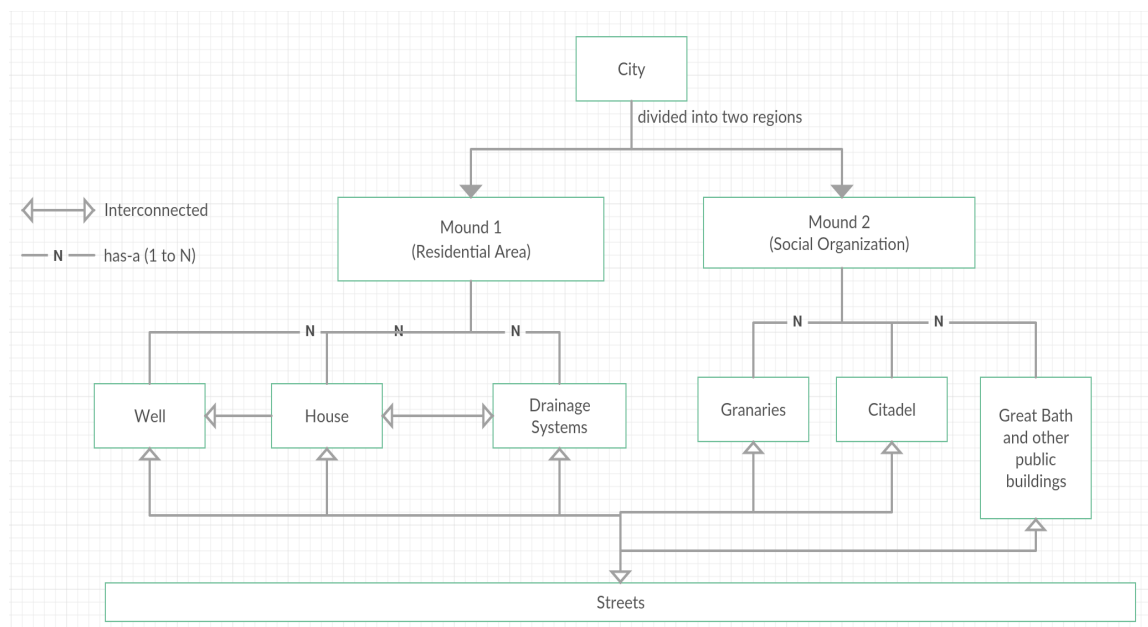 City
divided into two regions
Interconnected
N has-a (1 to N)
Mound 1
(Residential Area)
Mound 2
(Social Organization)
N N N
N N
Well
House
Drainage
Systems
Granaries
Citadel
Great Bath
and other
public
buildings
Streets